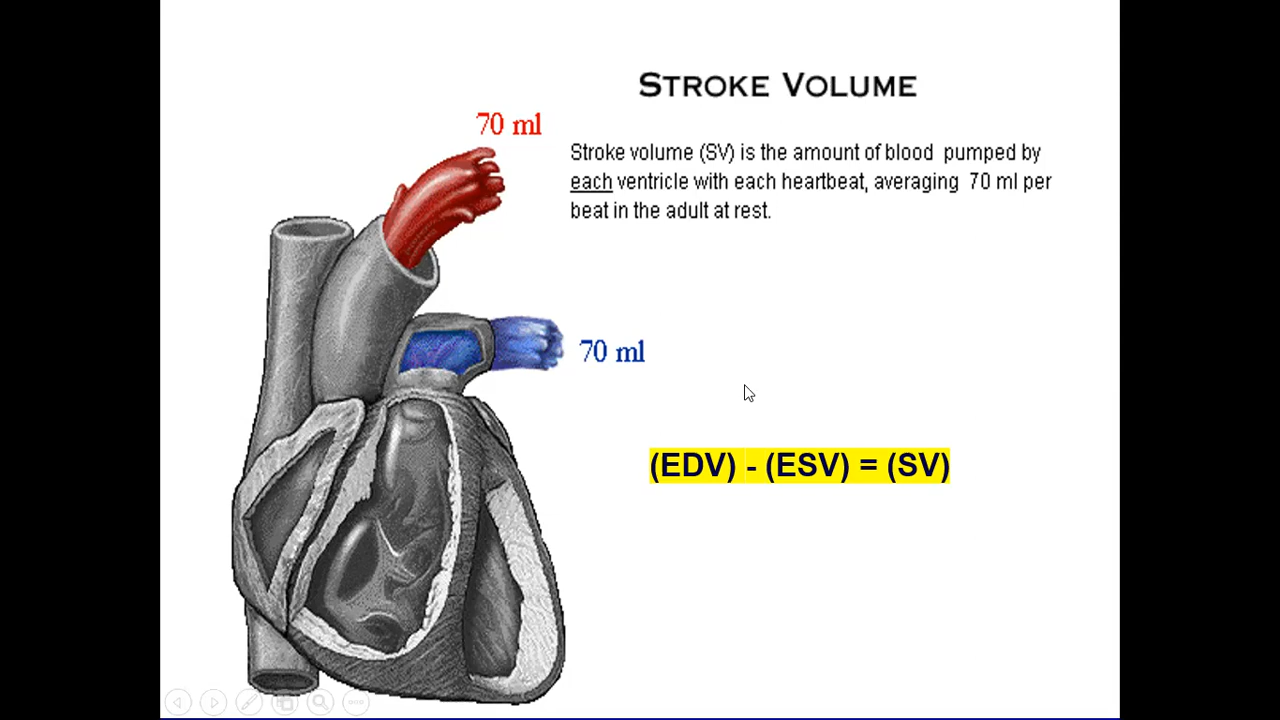 STROKE VOLUME
70 ml
Stroke volume (SV) is the amount of blood pumped by
each ventricle with each heartbeat, averaging 70 ml per
beat in the adult at rest.
70 ml
(EDV) - (ESV) = (SV)